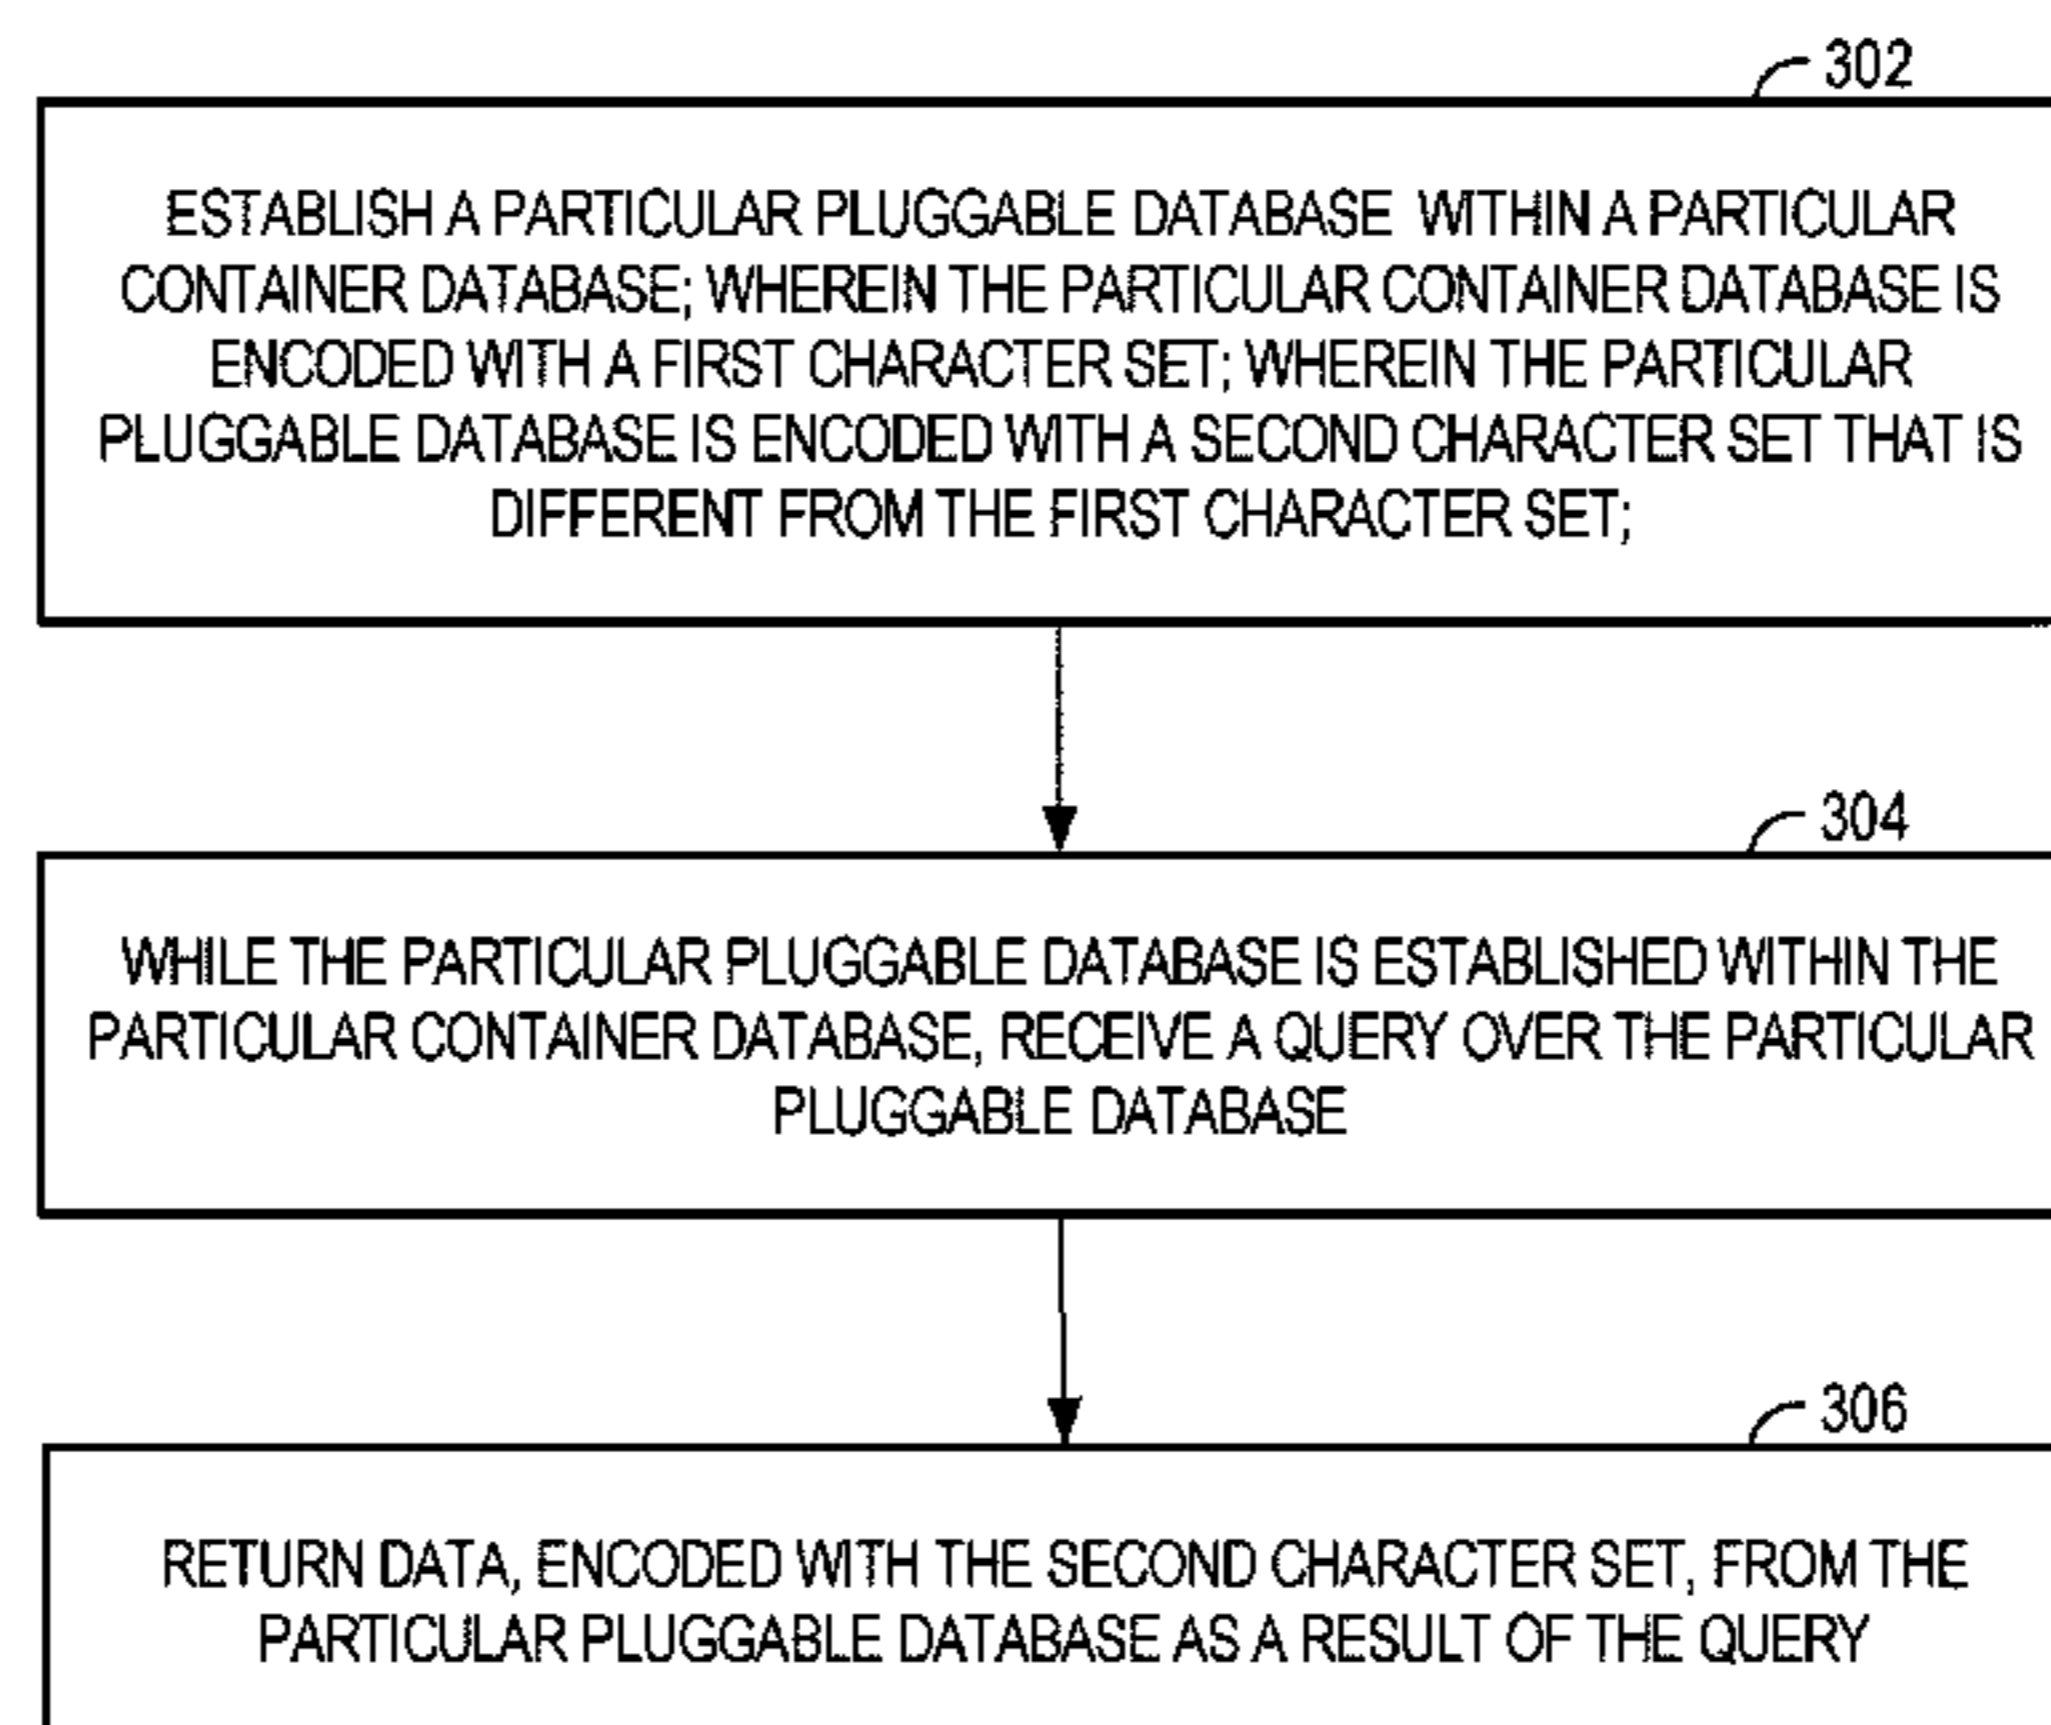 302
ESTABLISH A PARTICULAR PLUGGABLE DATABASE WITHIN A PARTICULAR
CONTAINER DATABASE; WHEREIN THE PARTICULAR CONTAINER DATABASE IS
ENCODED WITH A FIRST CHARACTER SET; WHEREIN THE PARTICULAR
PLUGGABLE DATABASE IS ENCODED WITH A SECOND CHARACTER SET THAT IS
DIFFERENT FROM THE FIRST CHARACTER SET;
304
WHILE THE PARTICULAR PLUGGABLE DATABASE IS ESTABLISHED WITHIN THE
PARTICULAR CONTAINER DATABASE, RECEIVE A QUERY OVER THE PARTICULAR
PLUGGABLE DATABASE
306
RETURN DATA, ENCODED WITH THE SECOND CHARACTER SET, FROM THE
PARTICULAR PLUGGABLE DATABASE AS A RESULT OF THE QUERY